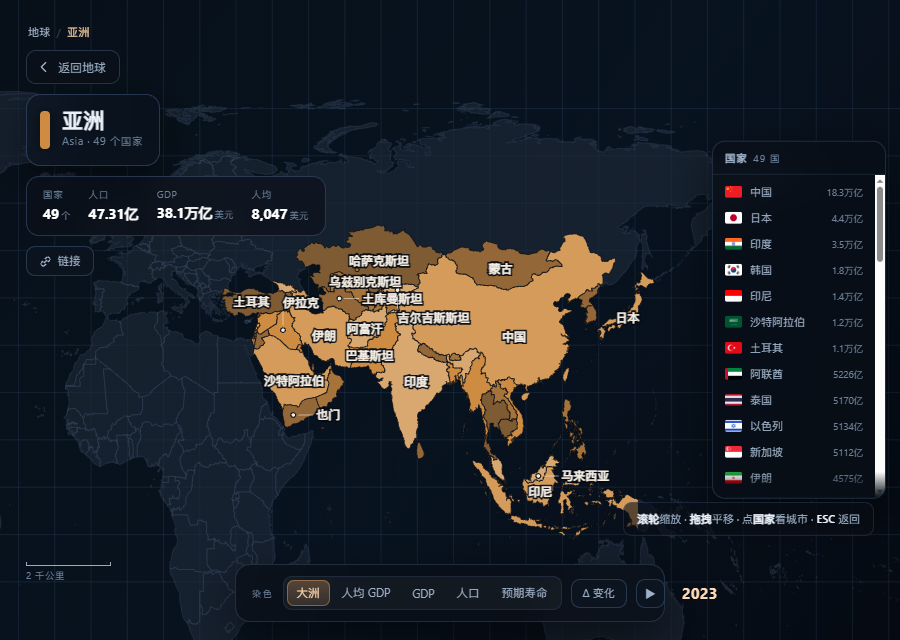 地球 / 亚洲
返回地球
亚洲
Asia · 49 个国家
国家 人口 GDP 人均
49 个 47.31亿 38.1万亿 美元 8,047 美元
链接
哈萨克斯坦
蒙古
乌兹别克斯坦
土耳其
伊拉克
土库曼斯坦
吉尔吉斯斯坦
日本
伊朗
阿富汗
中国
巴基斯坦
沙特阿拉伯
印度
也门
马来西亚
印尼
国家 49 国
中国 18.3万亿
日本 4.4万亿
印度 3.5万亿
韩国 1.8万亿
印尼 1.4万亿
沙特阿拉伯 1.2万亿
土耳其 1.1万亿
阿联酋 5226亿
泰国 5170亿
以色列 5134亿
新加坡 5112亿
伊朗 4575亿
滚轮缩放 · 拖拽平移 · 点国家看城市 · ESC 返回
2 千公里
染色 大洲 人均 GDP GDP 人口 预期寿命 Δ 变化 2023